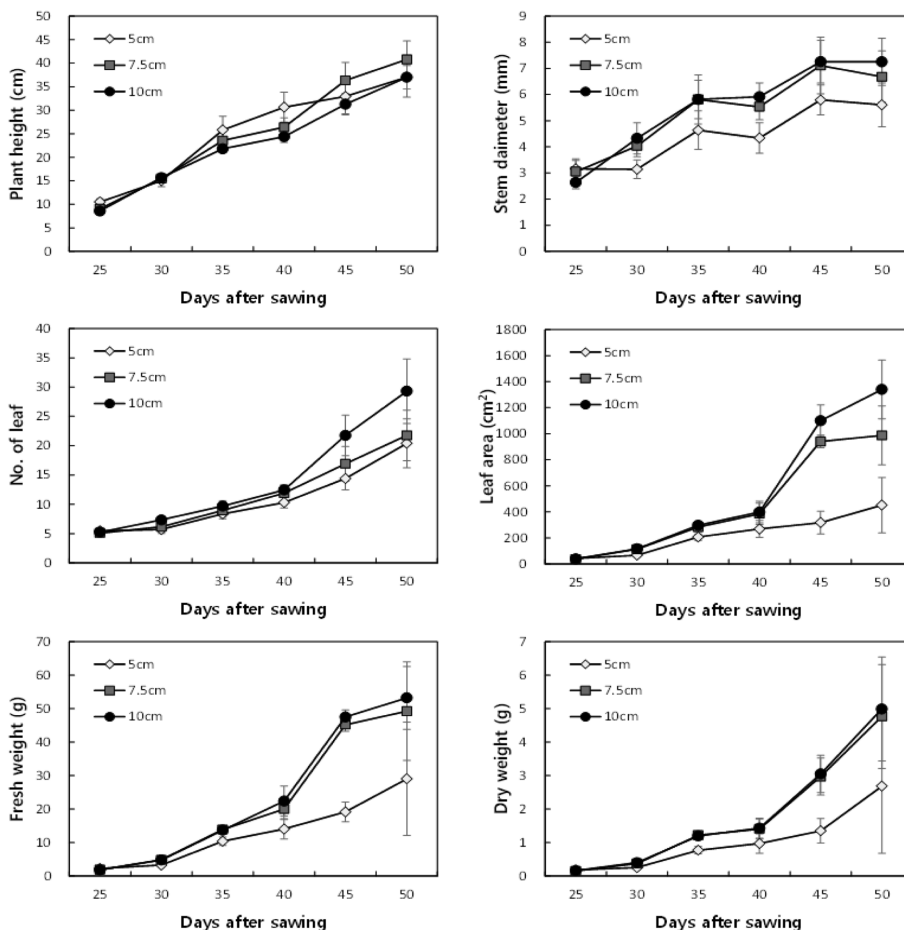 50
45
40
35
30
25
20
15
10
5
0
Plant height (cm)
5cm
7.5cm
10cm
25 30 35 40 45 50
Days after sawing
9
8
7
6
5
4
3
2
1
0
Stem daimeter (mm)
5cm
7.5cm
10cm
25 30 35 40 45 50
Days after sawing
40
35
30
25
20
15
10
5
0
No. of leaf
5cm
7.5cm
10cm
25 30 35 40 45 50
Days after sawing
1800
1600
1400
1200
1000
800
600
400
200
0
Leaf area (cm²)
5cm
7.5cm
10cm
25 30 35 40 45 50
Days after sawing
70
60
50
40
30
20
10
0
Fresh weight (g)
5cm
7.5cm
10cm
25 30 35 40 45 50
Days after sawing
7
6
5
4
3
2
1
0
Dry weight (g)
5cm
7.5cm
10cm
25 30 35 40 45 50
Days after sawing